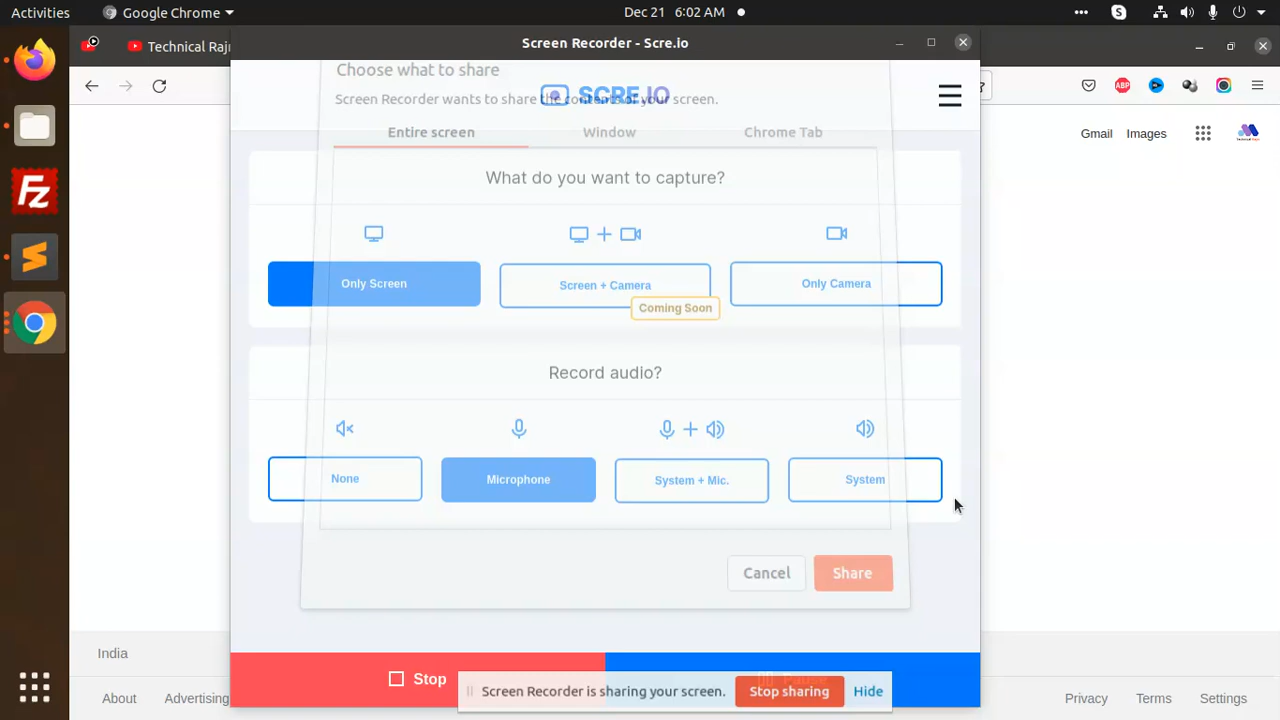 Activities
Google Chrome
Dec 21 6:02 AM
Technical Raj
Screen Recorder - Scre.io
Gmail
Images
Choose what to share
SCRE.IO
Screen Recorder wants to share the contents of your screen.
Entire screen
Window
Chrome Tab
What do you want to capture?
Only Screen
Screen + Camera
Only Camera
Coming Soon
Record audio?
None
Microphone
System + Mic.
System
Cancel
Share
Stop
Pause
Screen Recorder is sharing your screen.
Stop sharing
Hide
India
About
Advertising
Privacy
Terms
Settings